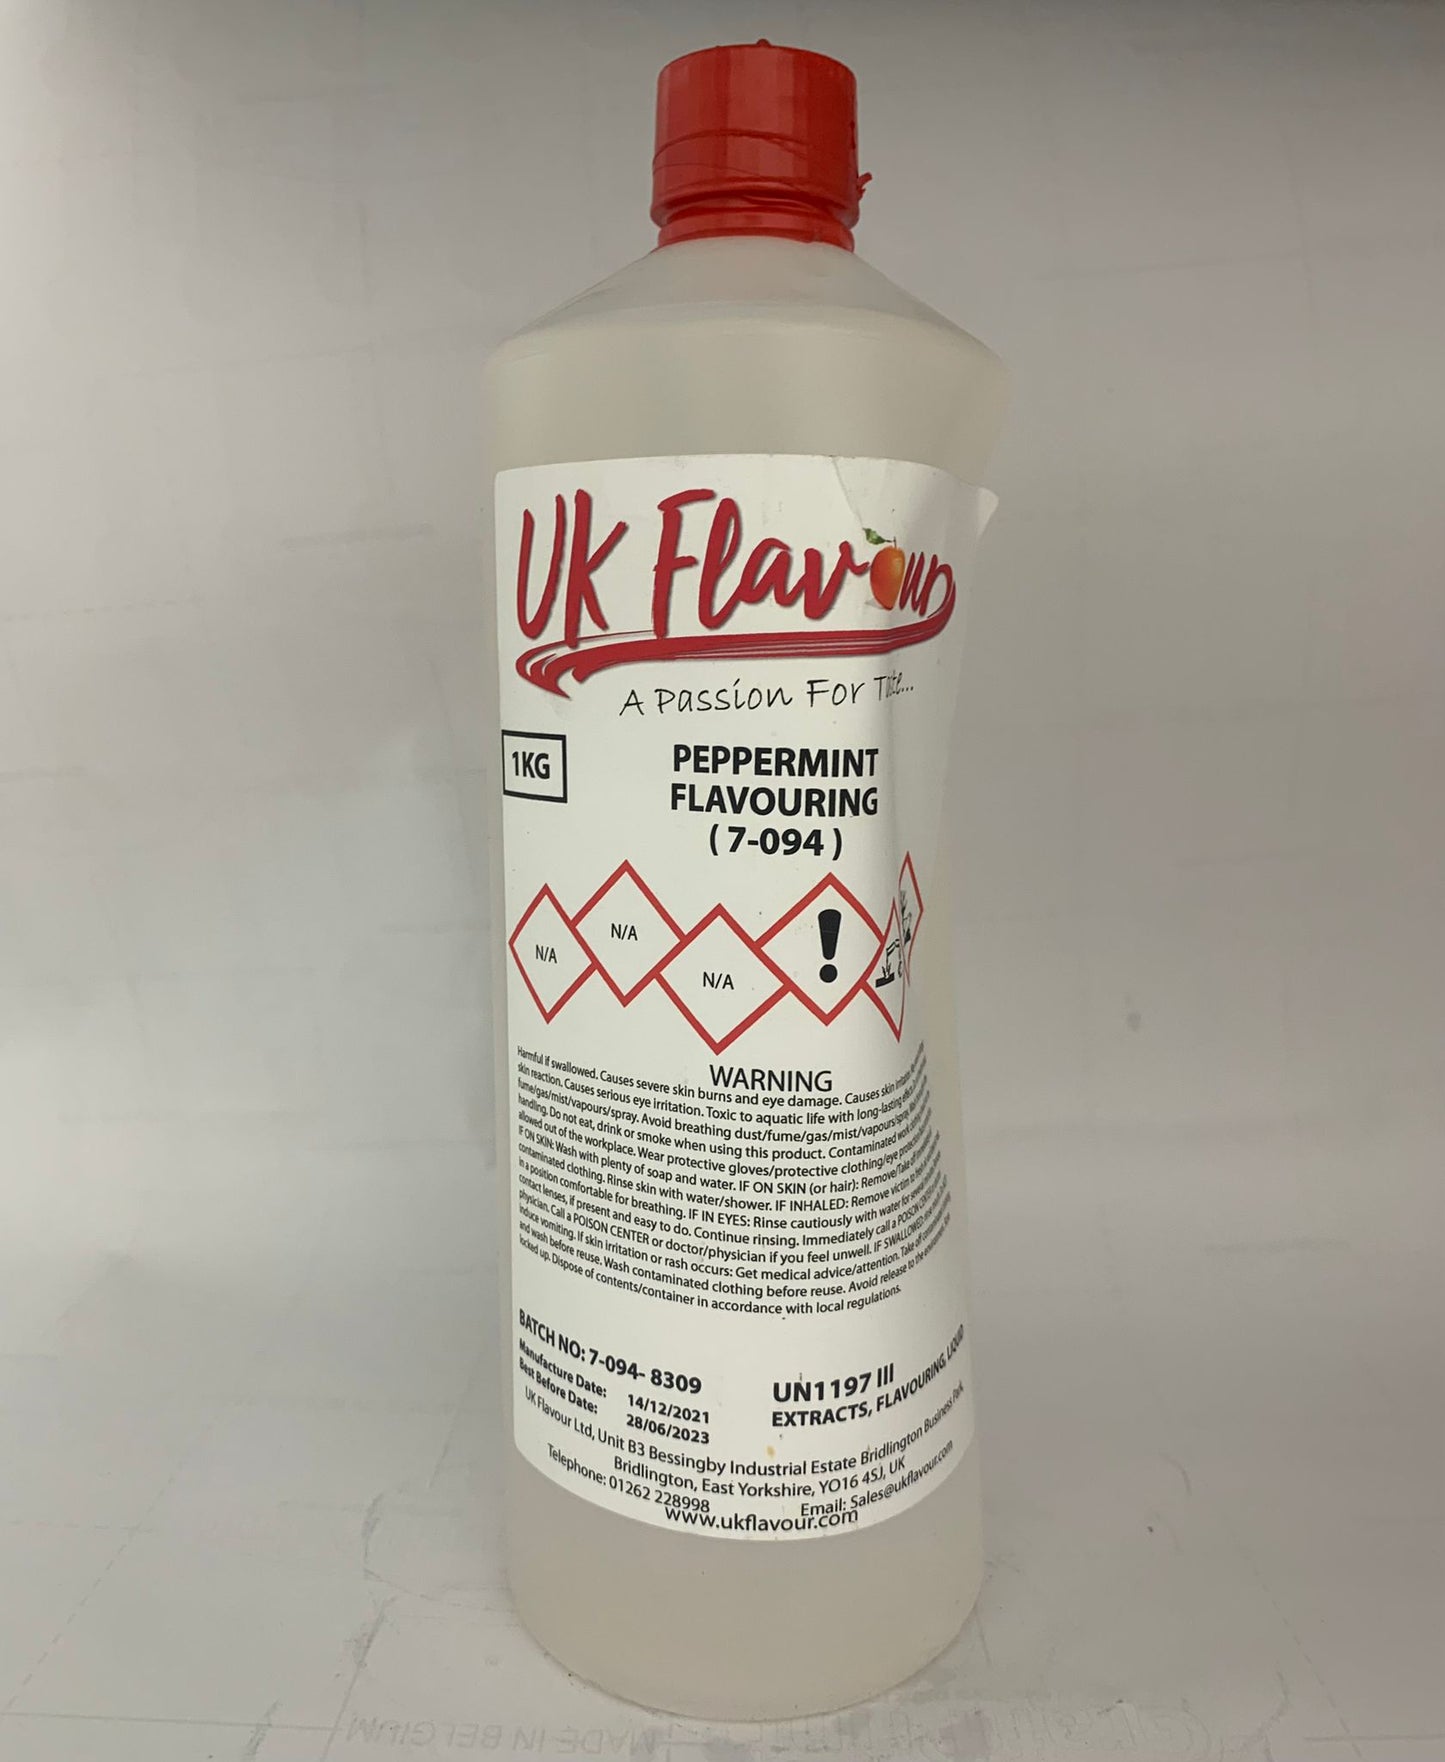 UK Flavour
A Passion For Taste...
1KG
PEPPERMINT
FLAVOURING
( 7-094 )
N/A
N/A
N/A
!
WARNING
Harmful if swallowed. Causes severe skin burns and eye damage. Causes skin
skin reaction. Causes serious eye irritation. Toxic to aquatic life with long-lasting
fume/gas/mist/vapours/spray. Avoid breathing dust/fume/gas/mist/vapours/spray.
handling. Do not eat, drink or smoke when using this product. Contaminated work
allowed out of the workplace. Wear protective gloves/protective clothing/eye
IF ON SKIN: Wash with plenty of soap and water. IF ON SKIN (or hair): Remove/Take off
contaminated clothing. Rinse skin with water/shower. IF INHALED: Remove victim to
in a position comfortable for breathing. IF IN EYES: Rinse cautiously with water for
contact lenses, if present and easy to do. Continue rinsing. Immediately call a POISON
physician. Call a POISON CENTER or doctor/physician if you feel unwell. IF SWALLOWED:
induce vomiting. If skin irritation or rash occurs: Get medical advice/attention. Take off
and wash before reuse. Wash contaminated clothing before reuse. Avoid release to the
locked up. Dispose of contents/container in accordance with local regulations.
BATCH NO: 7-094- 8309
Manufacture Date: 14/12/2021
Best Before Date: 28/06/2023
UN1197 III
EXTRACTS, FLAVOURING, LIQUID
UK Flavour Ltd, Unit B3 Bessingby Industrial Estate Bridlington Business Park,
Bridlington, East Yorkshire, YO16 4SJ, UK
Telephone: 01262 228998 Email: Sales@ukflavour.com
www.ukflavour.com
MADE IN BELGIUM